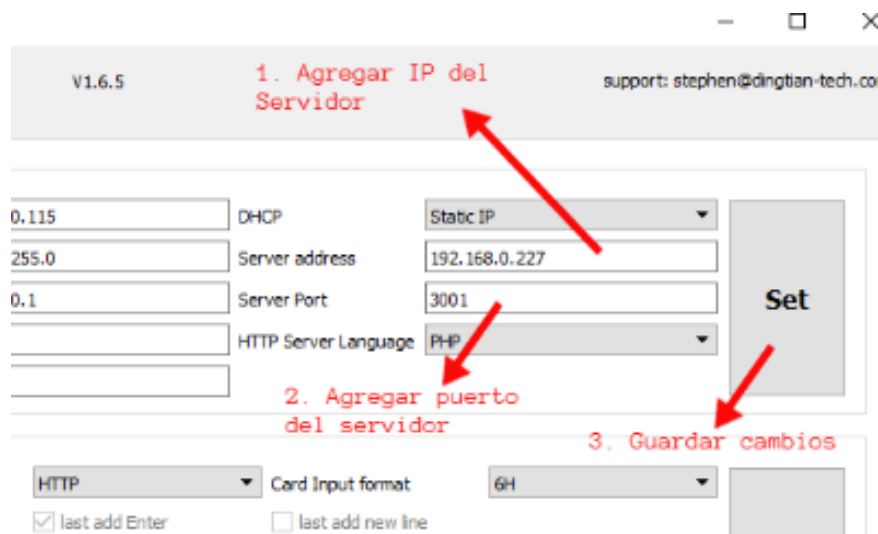 V1.6.5
1. Agregar IP del
Servidor
support: stephen@dingtian-tech.co
0.115
DHCP
Static IP
255.0
Server address
192.168.0.227
0.1
Server Port
3001
Set
HTTP Server Language
PHP
2. Agregar puerto
del servidor
3. Guardar cambios
HTTP
Card Input format
6H
last add Enter
last add new line